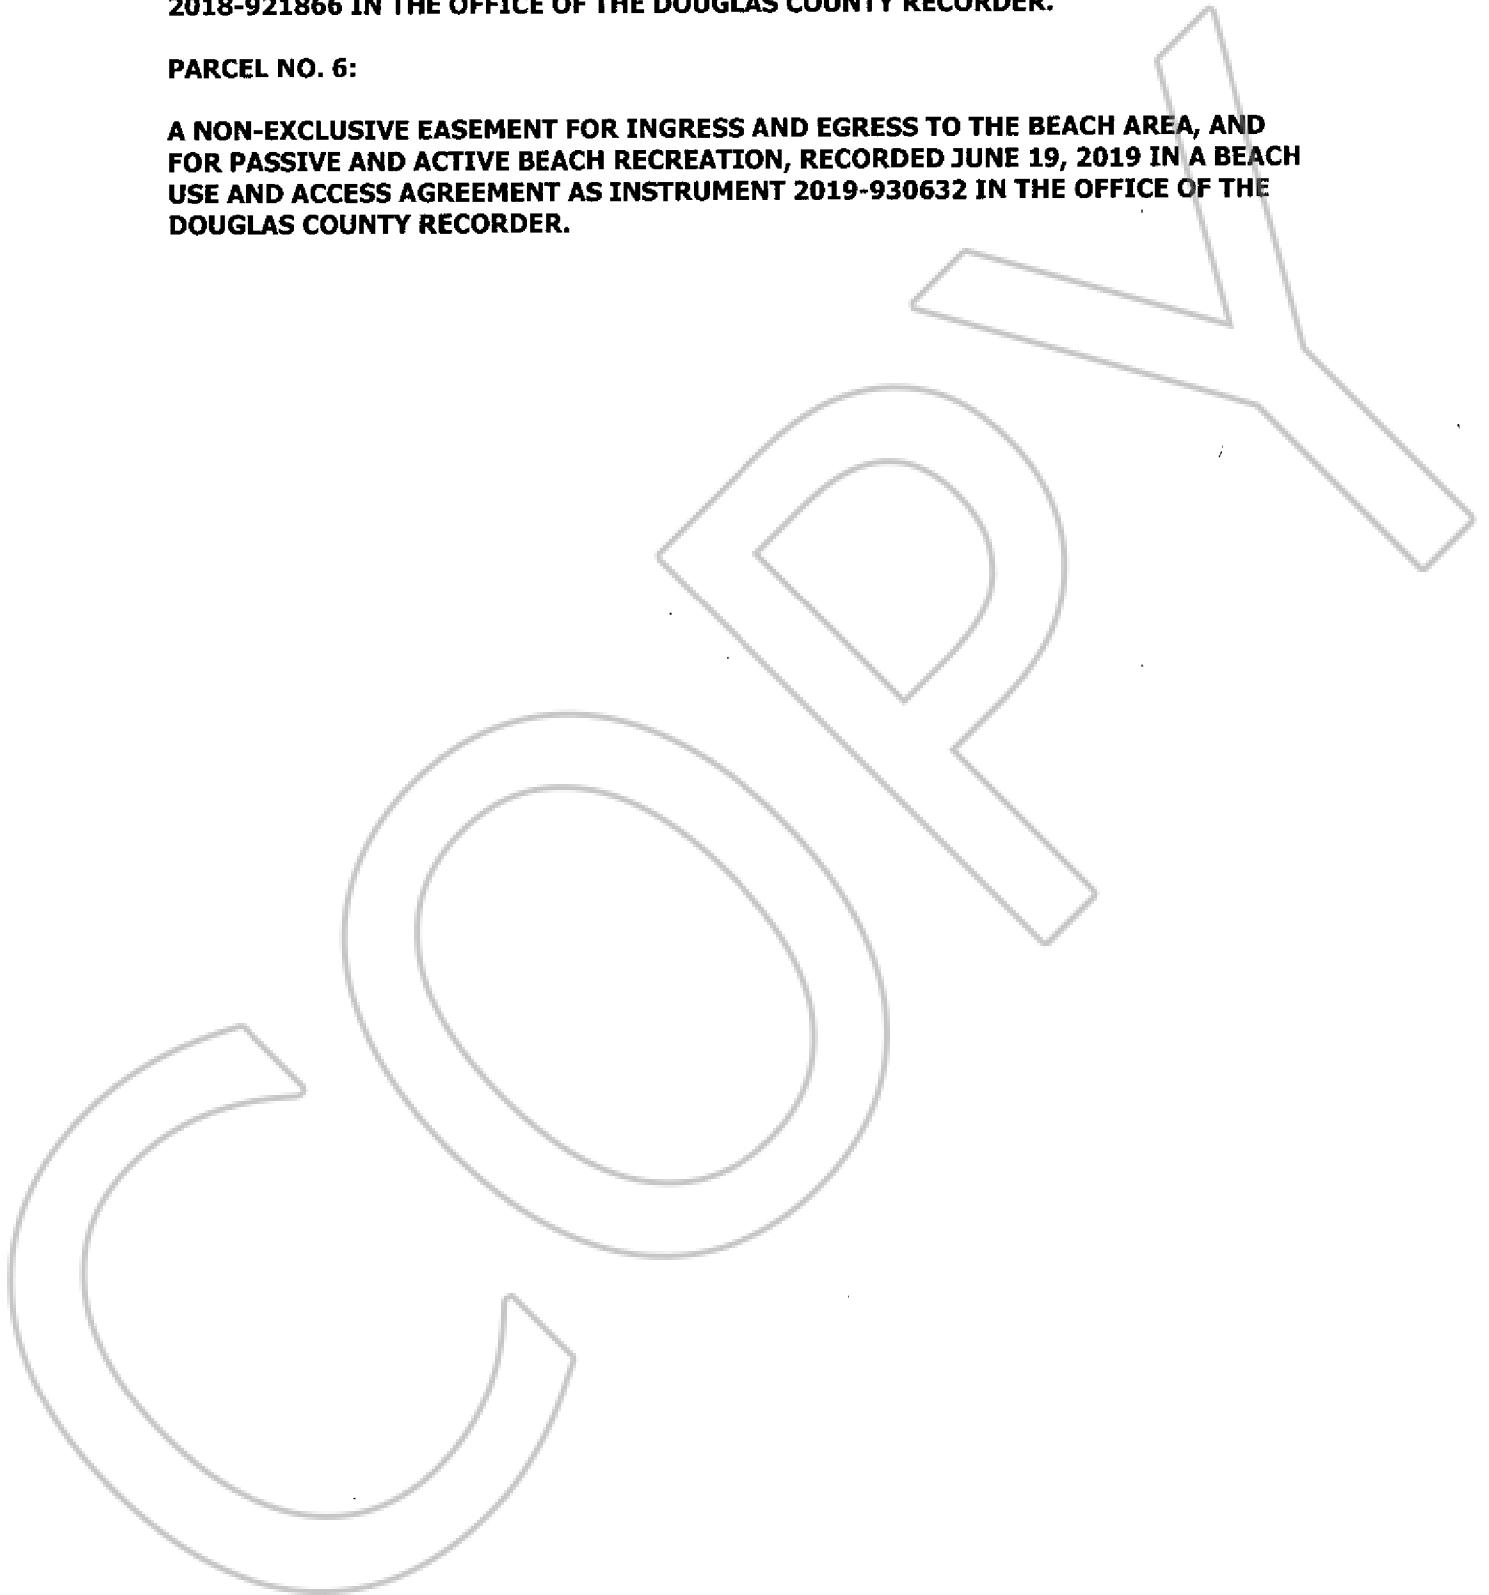 2018-921866 IN THE OFFICE OF THE DOUGLAS COUNTY RECORDER.
PARCEL NO. 6:
A NON-EXCLUSIVE EASEMENT FOR INGRESS AND EGRESS TO THE BEACH AREA, AND
FOR PASSIVE AND ACTIVE BEACH RECREATION, RECORDED JUNE 19, 2019 IN A BEACH
USE AND ACCESS AGREEMENT AS INSTRUMENT 2019-930632 IN THE OFFICE OF THE
DOUGLAS COUNTY RECORDER.
COPY